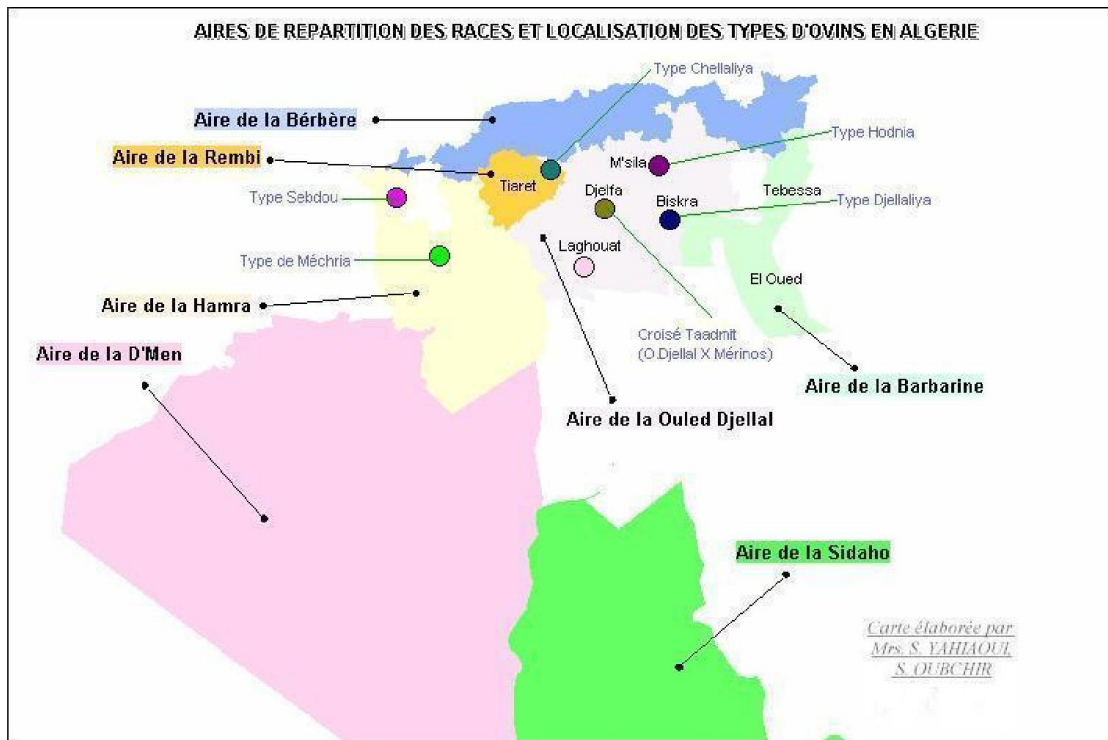 AIRES DE REPARTITION DES RACES ET LOCALISATION DES TYPES D'OVINS EN ALGERIE
Type Chellaliya
Aire de la Bérbère
Type Hodnia
Aire de la Rembi
M'sila
Tiaret
Type Sebdou
Djelfa
Biskra
Tebessa
Type Djellaliya
Laghouat
Type de Méchria
El Oued
Aire de la Hamra
Croisé Taadmit
(O.Djellal X Mérinos)
Aire de la D'Men
Aire de la Barbarine
Aire de la Ouled Djellal
Aire de la Sidaho
Carte élaborée par
Mrs. S. YAHIAOUI,
S. OUBCHIR